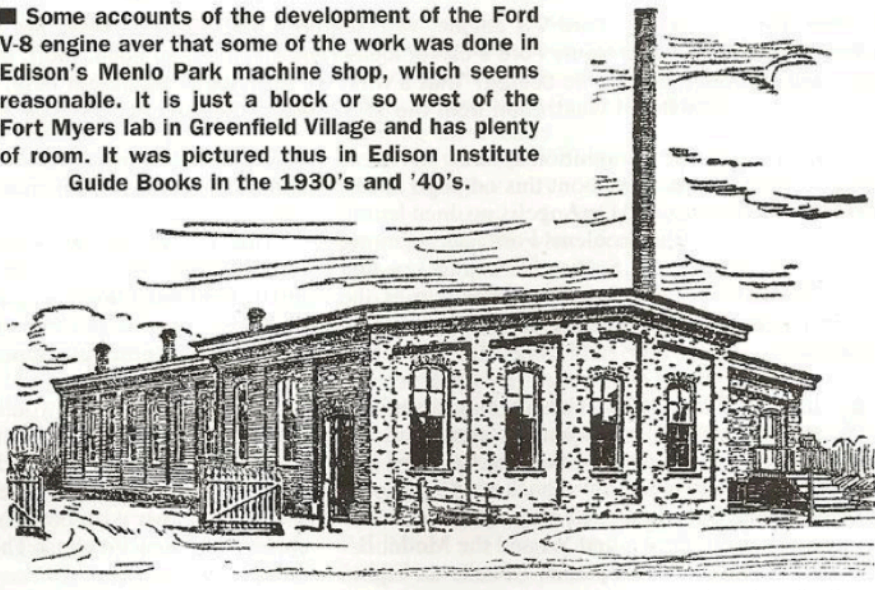 ■ Some accounts of the development of the Ford
V-8 engine aver that some of the work was done in
Edison's Menlo Park machine shop, which seems
reasonable. It is just a block or so west of the
Fort Myers lab in Greenfield Village and has plenty
of room. It was pictured thus in Edison Institute
Guide Books in the 1930's and '40's.